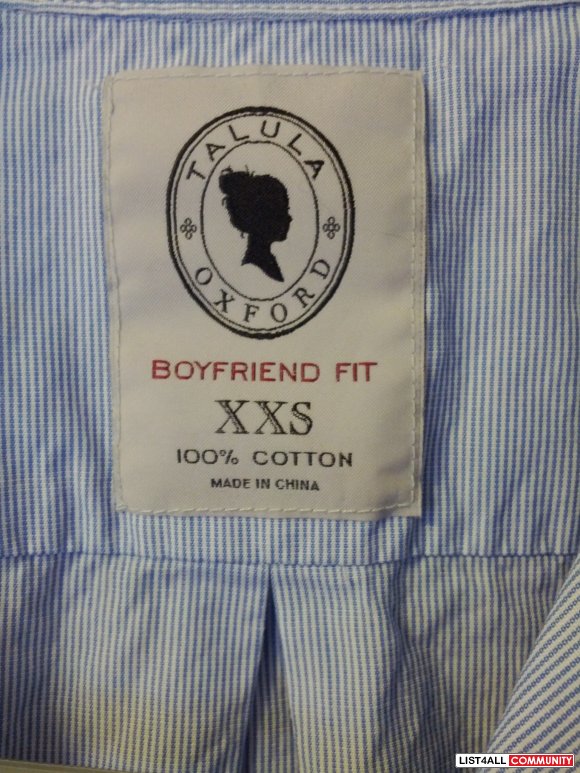 TALULA
OXFORD
BOYFRIEND FIT
XXS
100% COTTON
MADE IN CHINA
LIST4ALL COMMUNITY